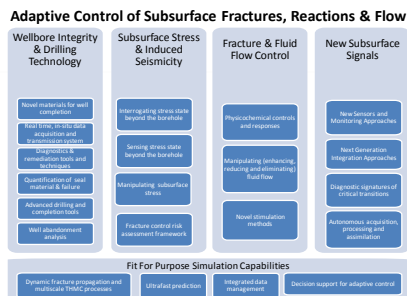 Adaptive Control of Subsurface Fractures, Reactions & Flow
Wellbore Integrity
& Drilling
Technology
Novel materials for well
completion
Real time, in-situ data
acquisition and
transmission system
Diagnostics &
remediation tools and
techniques
Quantification of seal
material & failure
Advanced drilling and
completion tools
Well abandonment
analysis
Subsurface Stress
& Induced
Seismicity
Interrogating stress state
beyond the borehole
Sensing stress state
beyond the borehole
Manipulating subsurface
stress
Fracture control risk
assessment framework
Fracture & Fluid
Flow Control
Physicochemical controls
and responses
Manipulating (enhancing,
reducing and eliminating)
fluid flow
Novel stimulation
methods
New Subsurface
Signals
New Sensors and
Monitoring Approaches
Next Generation
Integration Approaches
Diagnostic signatures of
critical transitions
Autonomous acquisition,
processing and
assimilation
Fit For Purpose Simulation Capabilities
Dynamic fracture propagation and
multiscale THMC processes
Ultrafast prediction
Integrated data
management
Decision support for adaptive control